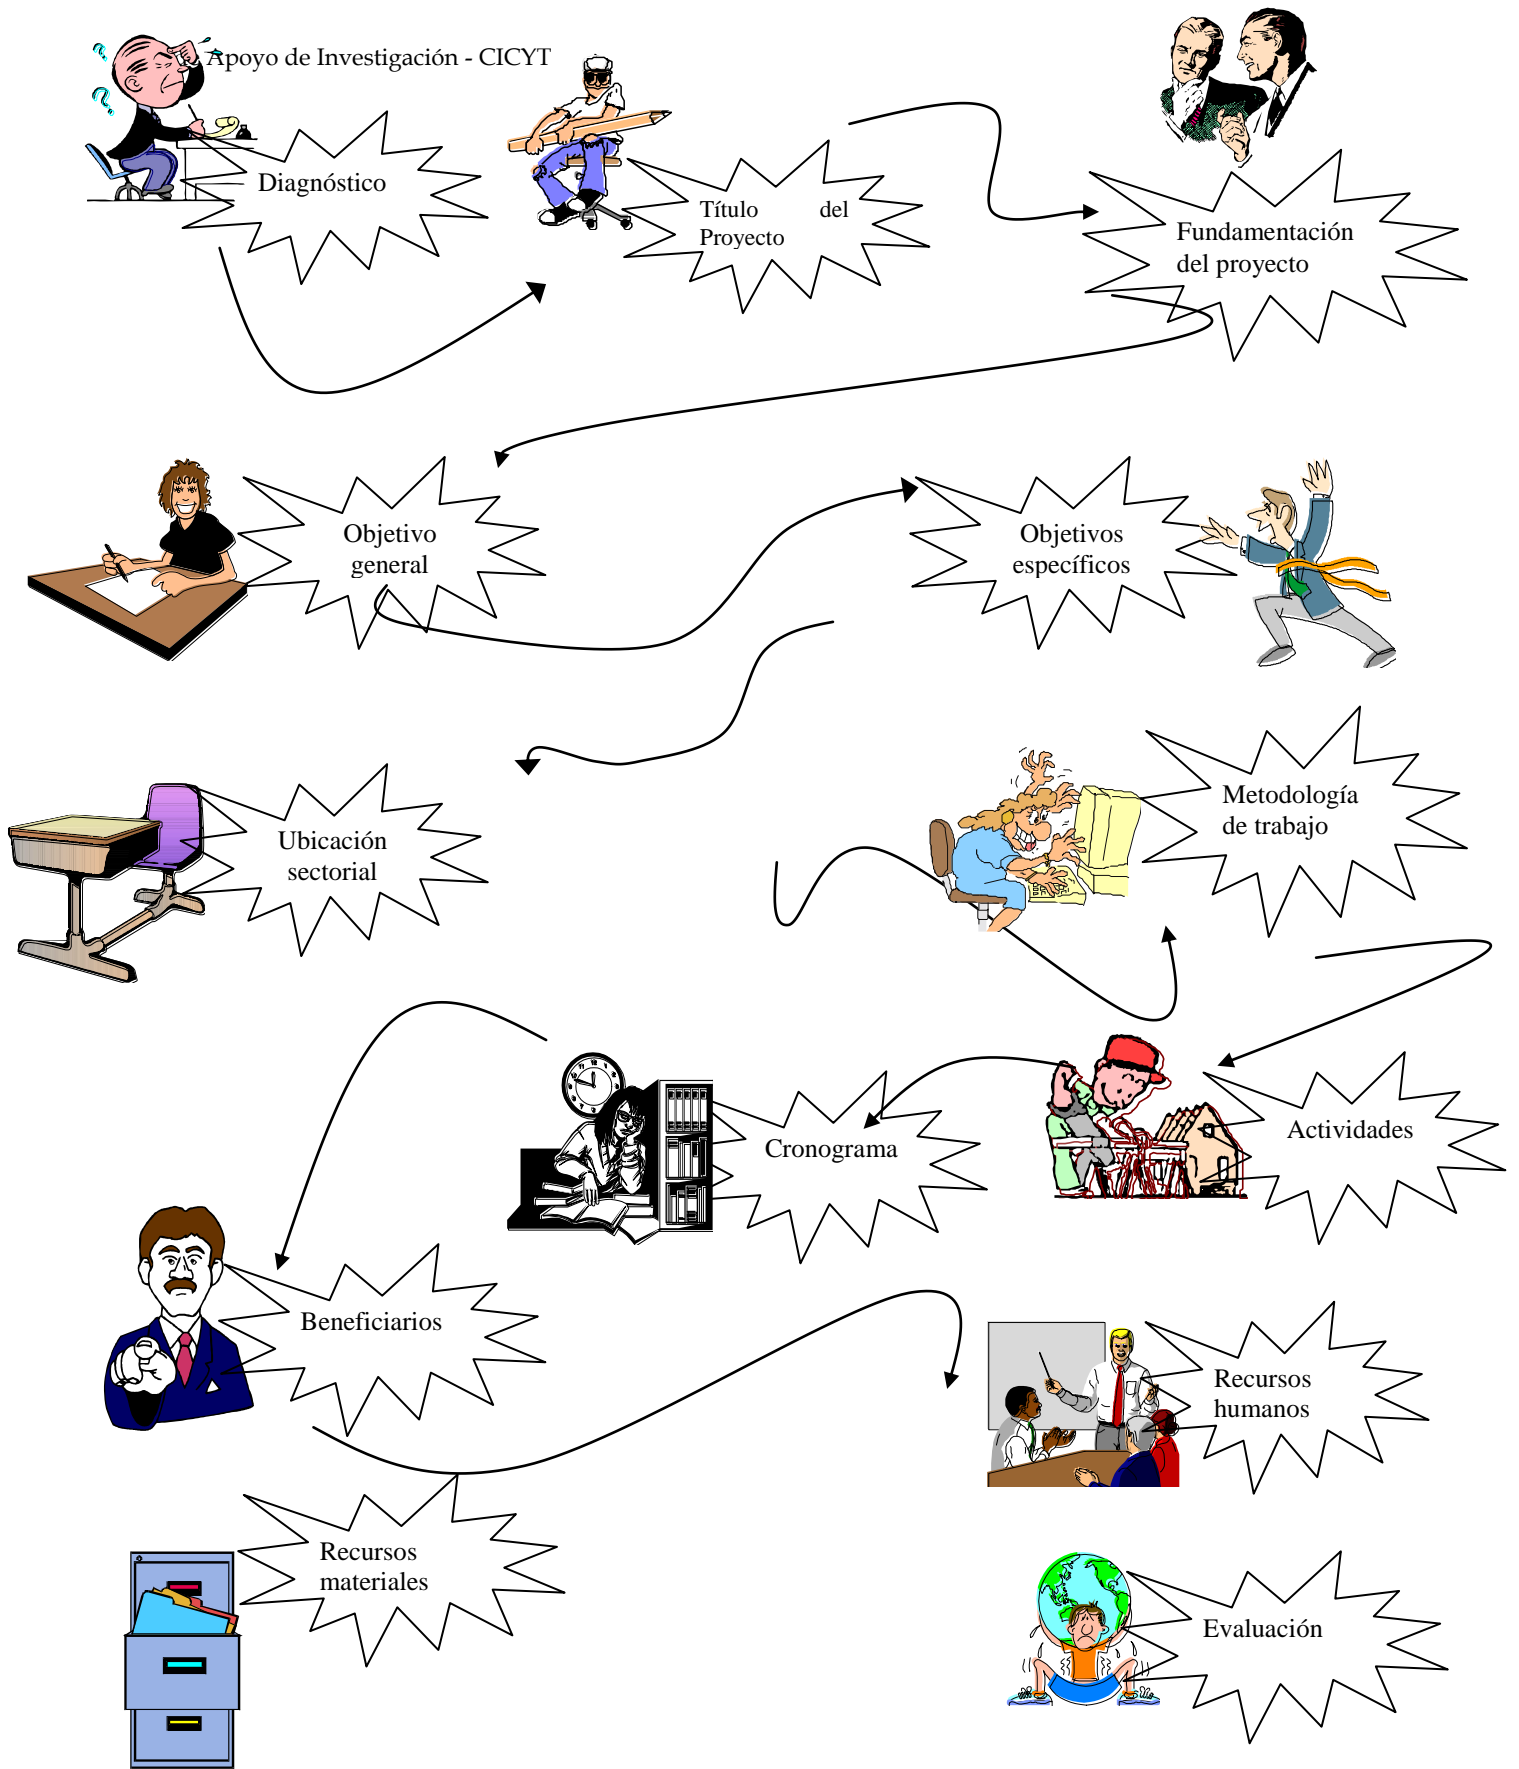 Apoyo de Investigación - CICYT
Diagnóstico
Título del
Proyecto
Fundamentación
del proyecto
Objetivo
general
Objetivos
específicos
Ubicación
sectorial
Metodología
de trabajo
Cronograma
Actividades
Beneficiarios
Recursos
humanos
Recursos
materiales
Evaluación